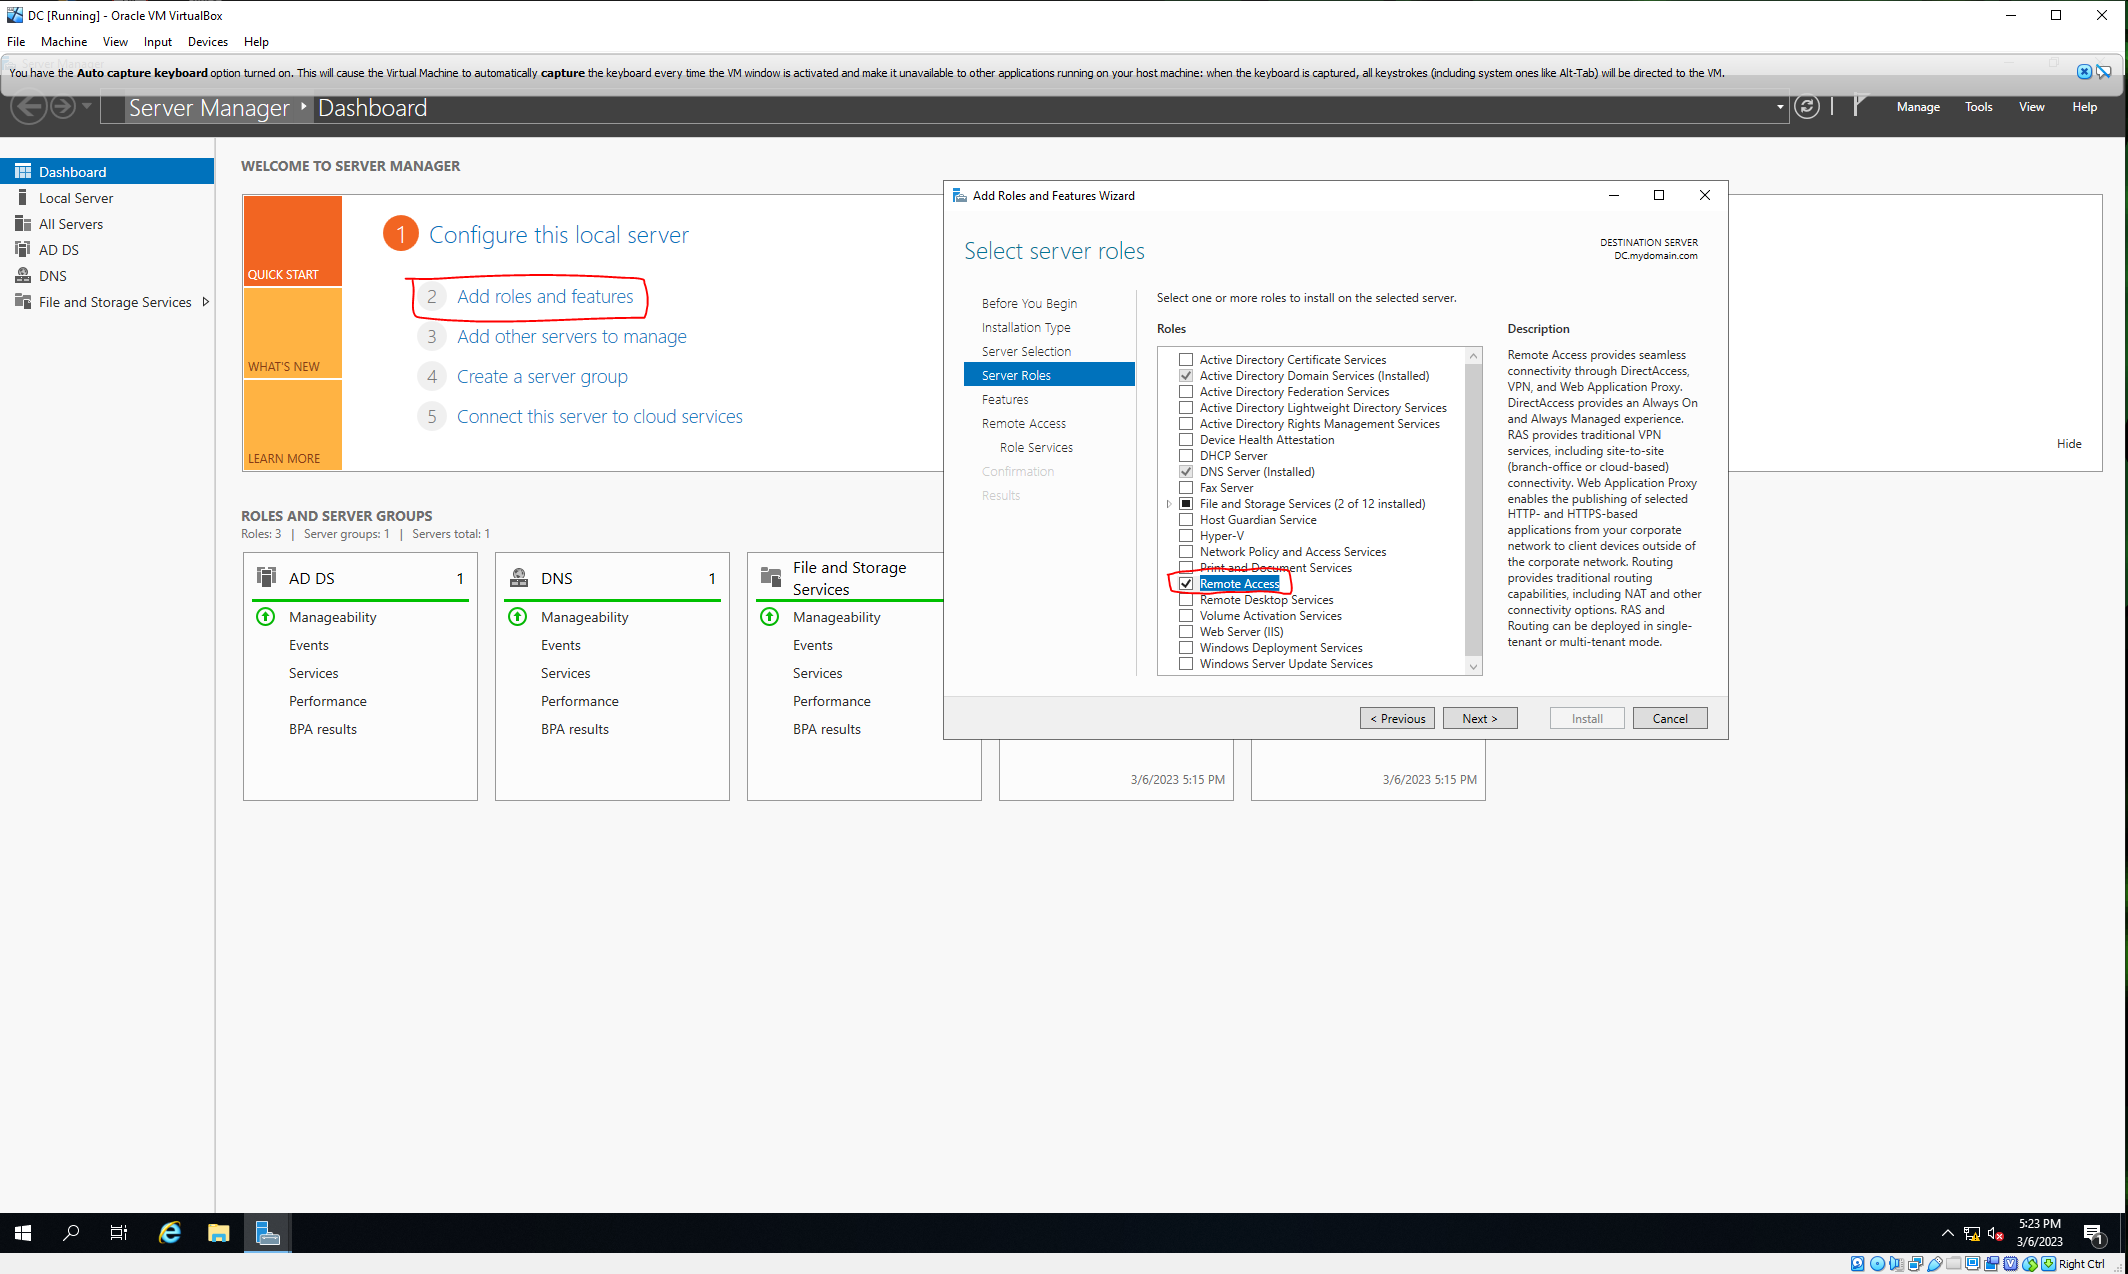 DC [Running] - Oracle VM VirtualBox
File Machine View Input Devices Help
You have the Auto capture keyboard option turned on. This will cause the Virtual Machine to automatically capture the keyboard every time the VM window is activated and make it unavailable to other applications running on your host machine: when the keyboard is captured, all keystrokes (including system ones like Alt-Tab) will be directed to the VM.
Server Manager ‣ Dashboard
Manage Tools View Help
Dashboard
Local Server
All Servers
AD DS
DNS
File and Storage Services
WELCOME TO SERVER MANAGER
QUICK START
WHAT'S NEW
LEARN MORE
1 Configure this local server
2 Add roles and features
3 Add other servers to manage
4 Create a server group
5 Connect this server to cloud services
Hide
ROLES AND SERVER GROUPS
Roles: 3 | Server groups: 1 | Servers total: 1
AD DS 1
Manageability
Events
Services
Performance
BPA results
DNS 1
Manageability
Events
Services
Performance
BPA results
File and Storage
Services
Manageability
Events
Services
Performance
BPA results
3/6/2023 5:15 PM
3/6/2023 5:15 PM
Add Roles and Features Wizard
Select server roles
DESTINATION SERVER
DC.mydomain.com
Before You Begin
Installation Type
Server Selection
Server Roles
Features
Remote Access
Role Services
Confirmation
Results
Select one or more roles to install on the selected server.
Roles
Active Directory Certificate Services
Active Directory Domain Services (Installed)
Active Directory Federation Services
Active Directory Lightweight Directory Services
Active Directory Rights Management Services
Device Health Attestation
DHCP Server
DNS Server (Installed)
Fax Server
File and Storage Services (2 of 12 installed)
Host Guardian Service
Hyper-V
Network Policy and Access Services
Print and Document Services
Remote Access
Remote Desktop Services
Volume Activation Services
Web Server (IIS)
Windows Deployment Services
Windows Server Update Services
Description
Remote Access provides seamless
connectivity through DirectAccess,
VPN, and Web Application Proxy.
DirectAccess provides an Always On
and Always Managed experience.
RAS provides traditional VPN
services, including site-to-site
(branch-office or cloud-based)
connectivity. Web Application Proxy
enables the publishing of selected
HTTP- and HTTPS-based
applications from your corporate
network to client devices outside of
the corporate network. Routing
provides traditional routing
capabilities, including NAT and other
connectivity options. RAS and
Routing can be deployed in single-
tenant or multi-tenant mode.
< Previous Next > Install Cancel
5:23 PM
3/6/2023
1
Right Ctrl